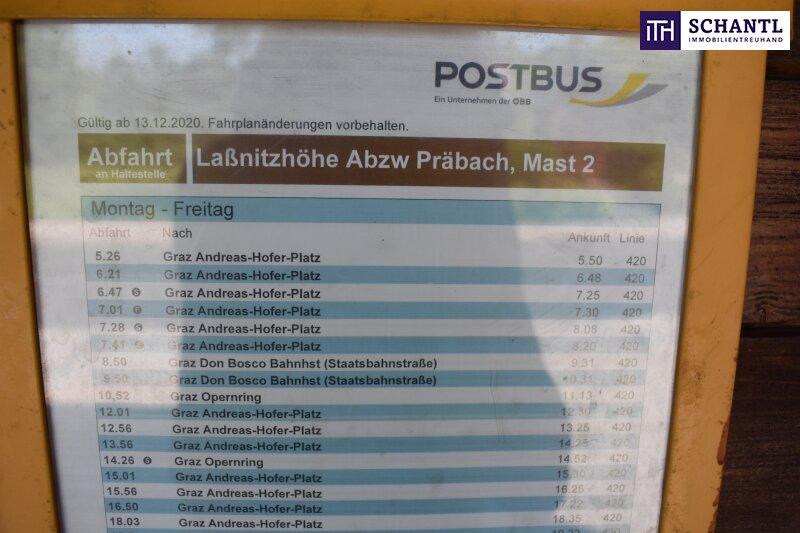 ITH SCHANTL
IMMOBILIENTREUHAND
POSTBUS
Ein Unternehmen der ÖBB
Gültig ab 13.12.2020. Fahrplanänderungen vorbehalten.
Abfahrt
an Haltestelle
Laßnitzhöhe Abzw Präbach, Mast 2
Montag - Freitag
Abfahrt Nach Ankunft Linie
5.26 Graz Andreas-Hofer-Platz 5.50 420
6.21 Graz Andreas-Hofer-Platz 6.48 420
6.47 S Graz Andreas-Hofer-Platz 7.25 420
7.01 F Graz Andreas-Hofer-Platz 7.30 420
7.28 S Graz Andreas-Hofer-Platz 8.08 420
7.41 F Graz Andreas-Hofer-Platz 8.20 420
8.50 Graz Don Bosco Bahnhst (Staatsbahnstraße) 9.31 420
9.50 Graz Don Bosco Bahnhst (Staatsbahnstraße) 10.31 420
10.52 Graz Opernring 11.13 420
12.01 Graz Andreas-Hofer-Platz 12.30 420
12.56 Graz Andreas-Hofer-Platz 13.25 420
13.56 Graz Andreas-Hofer-Platz 14.25 420
14.26 S Graz Opernring 14.52 420
15.01 Graz Andreas-Hofer-Platz 15.30 420
15.56 Graz Andreas-Hofer-Platz 16.25 420
16.50 Graz Andreas-Hofer-Platz 17.22 420
18.03 Graz Andreas-Hofer-Platz 18.35 420